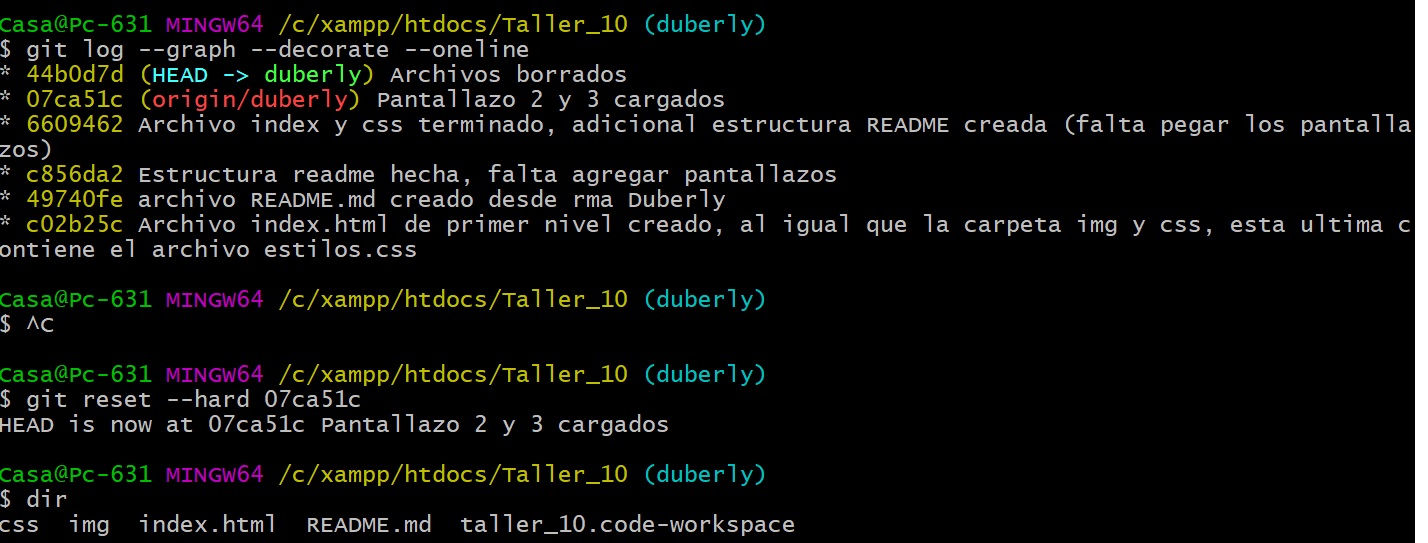 Casa@Pc-631 MINGW64 /c/xampp/htdocs/Taller_10 (duberly)
$ git log --graph --decorate --oneline
* 44b0d7d (HEAD -> duberly) Archivos borrados
* 07ca51c (origin/duberly) Pantallazo 2 y 3 cargados
* 6609462 Archivo index y css terminado, adicional estructura README creada (falta pegar los pantalla
zos)
* c856da2 Estructura readme hecha, falta agregar pantallazos
* 49740fe archivo README.md creado desde rma Duberly
* c02b25c Archivo index.html de primer nivel creado, al igual que la carpeta img y css, esta ultima c
ontiene el archivo estilos.css
Casa@Pc-631 MINGW64 /c/xampp/htdocs/Taller_10 (duberly)
$ ^C
Casa@Pc-631 MINGW64 /c/xampp/htdocs/Taller_10 (duberly)
$ git reset --hard 07ca51c
HEAD is now at 07ca51c Pantallazo 2 y 3 cargados
Casa@Pc-631 MINGW64 /c/xampp/htdocs/Taller_10 (duberly)
$ dir
css  img  index.html  README.md  taller_10.code-workspace